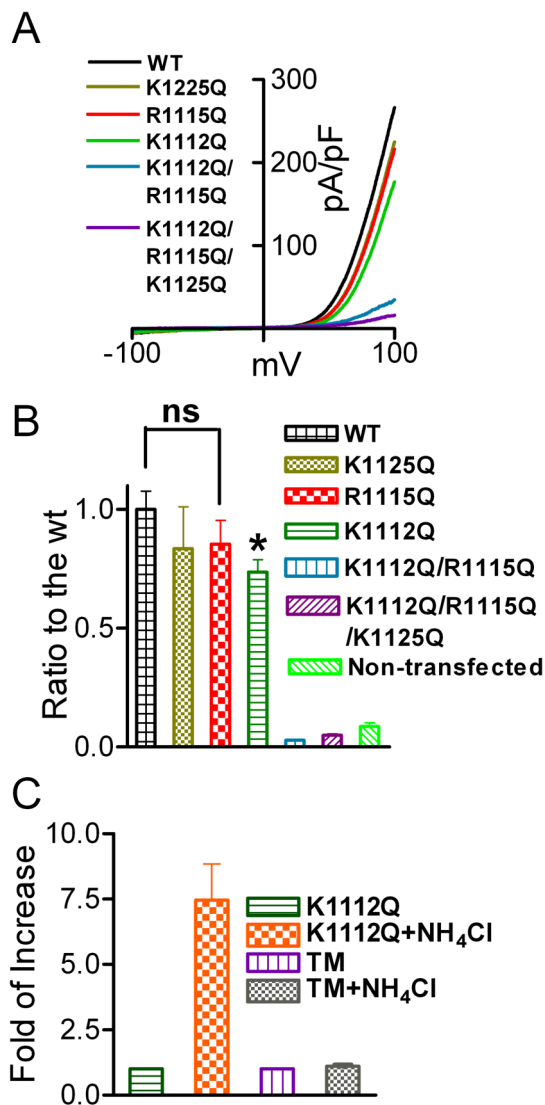 A
WT
K1225Q
R1115Q
K1112Q
K1112Q/
R1115Q
K1112Q/
R1115Q/
K1125Q
300
200
100
pA/pF
-100
mV
100
B
ns
*
1.0
0.5
0.0
Ratio to the wt
WT
K1125Q
R1115Q
K1112Q
K1112Q/R1115Q
K1112Q/R1115Q
/K1125Q
Non-transfected
C
10.0
7.5
5.0
2.5
0.0
Fold of Increase
K1112Q
K1112Q+NH₄Cl
TM
TM+NH₄Cl